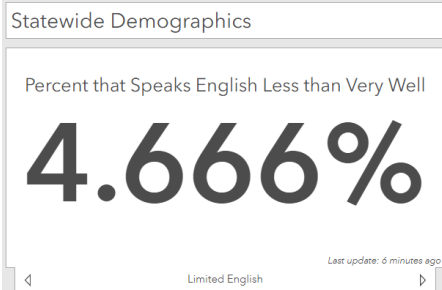 Statewide Demographics
Percent that Speaks English Less than Very Well
4.666%
Last update: 6 minutes ago
Limited English